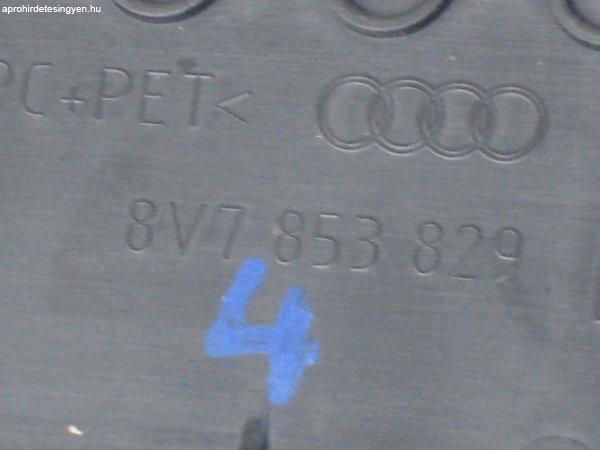 aprohirdetesingyen.hu
PC+PET<
8V7 853 829
4